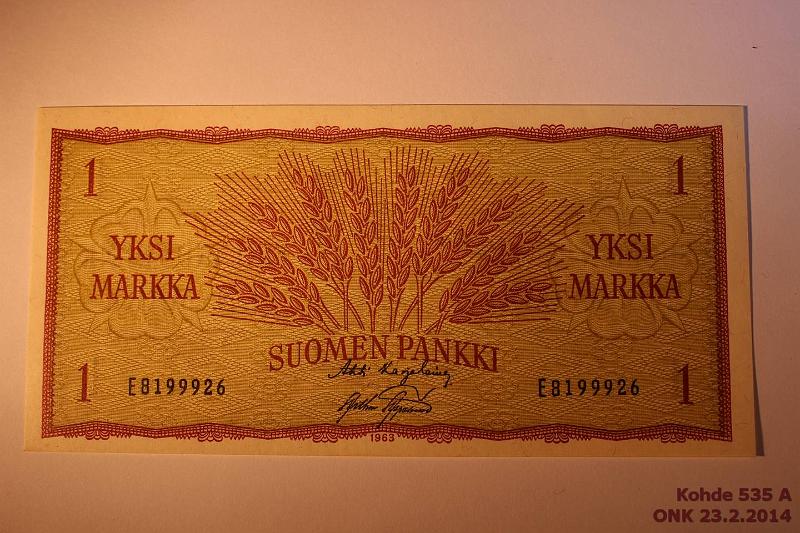 1 1
YKSI YKSI
MARKKA MARKKA
SUOMEN PANKKI
1 E8199926 E8199926 1
1963
Kohde 535 A
ONK 23.2.2014